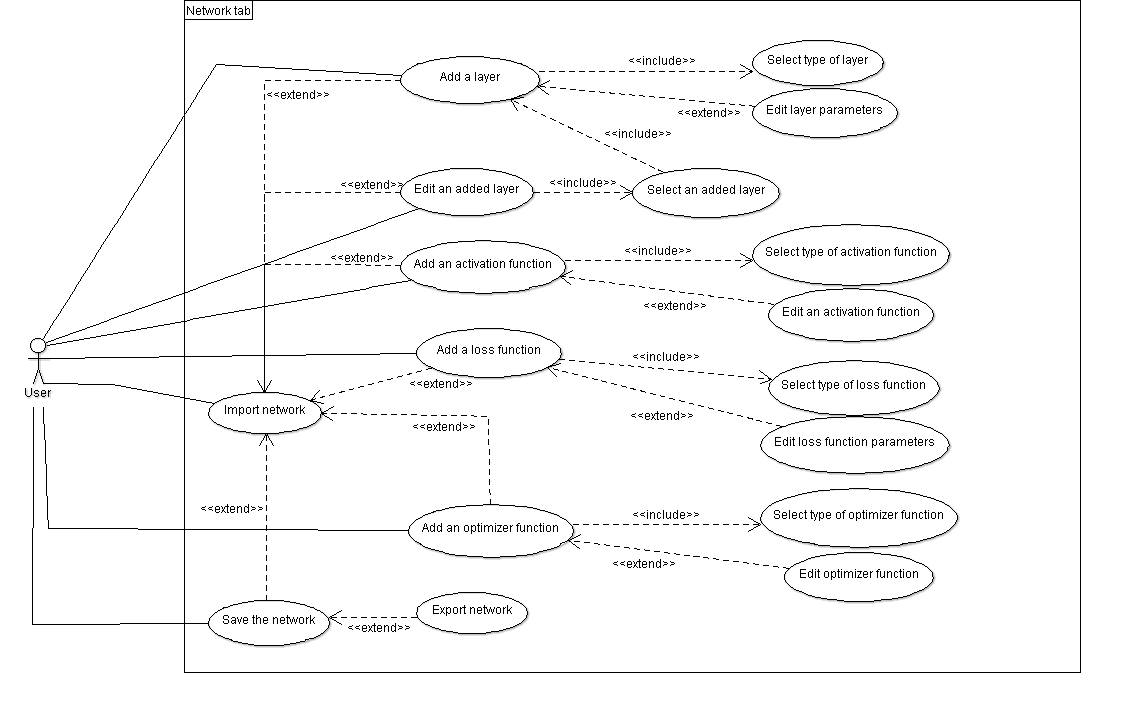 Network tab
Add a layer
<<include>>
Select type of layer
<<extend>>
Edit layer parameters
<<extend>>
<<include>>
<<extend>>
Edit an added layer
<<include>>
Select an added layer
<<extend>>
Add an activation function
<<include>>
Select type of activation function
<<extend>>
Edit an activation function
Add a loss function
<<include>>
Select type of loss function
<<extend>>
User
Import network
<<extend>>
<<extend>>
Edit loss function parameters
<<extend>>
Add an optimizer function
<<include>>
Select type of optimizer function
<<extend>>
Edit optimizer function
Save the network
Export network
<<extend>>